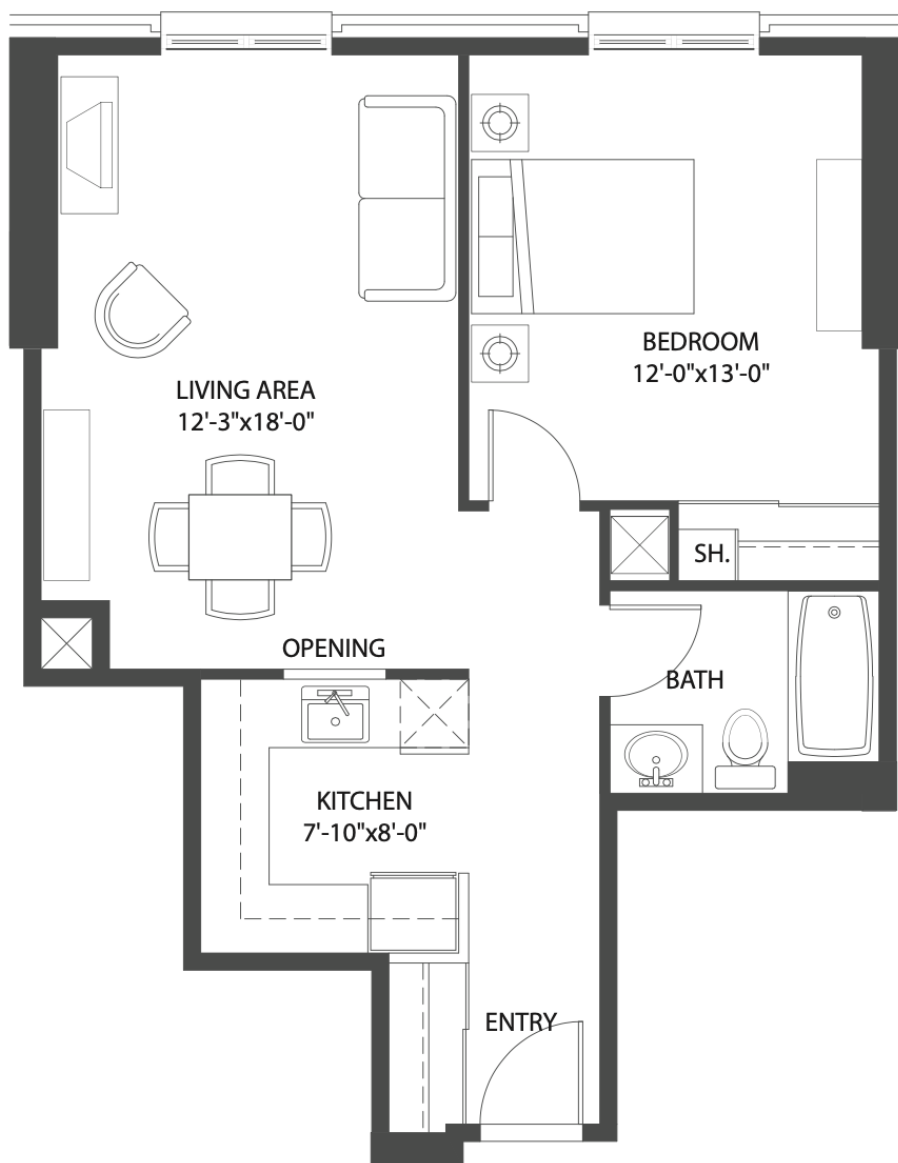 BEDROOM
12'-0"x13'-0"
LIVING AREA
12'-3"x18'-0"
SH.
OPENING
BATH
KITCHEN
7'-10"x8'-0"
ENTRY